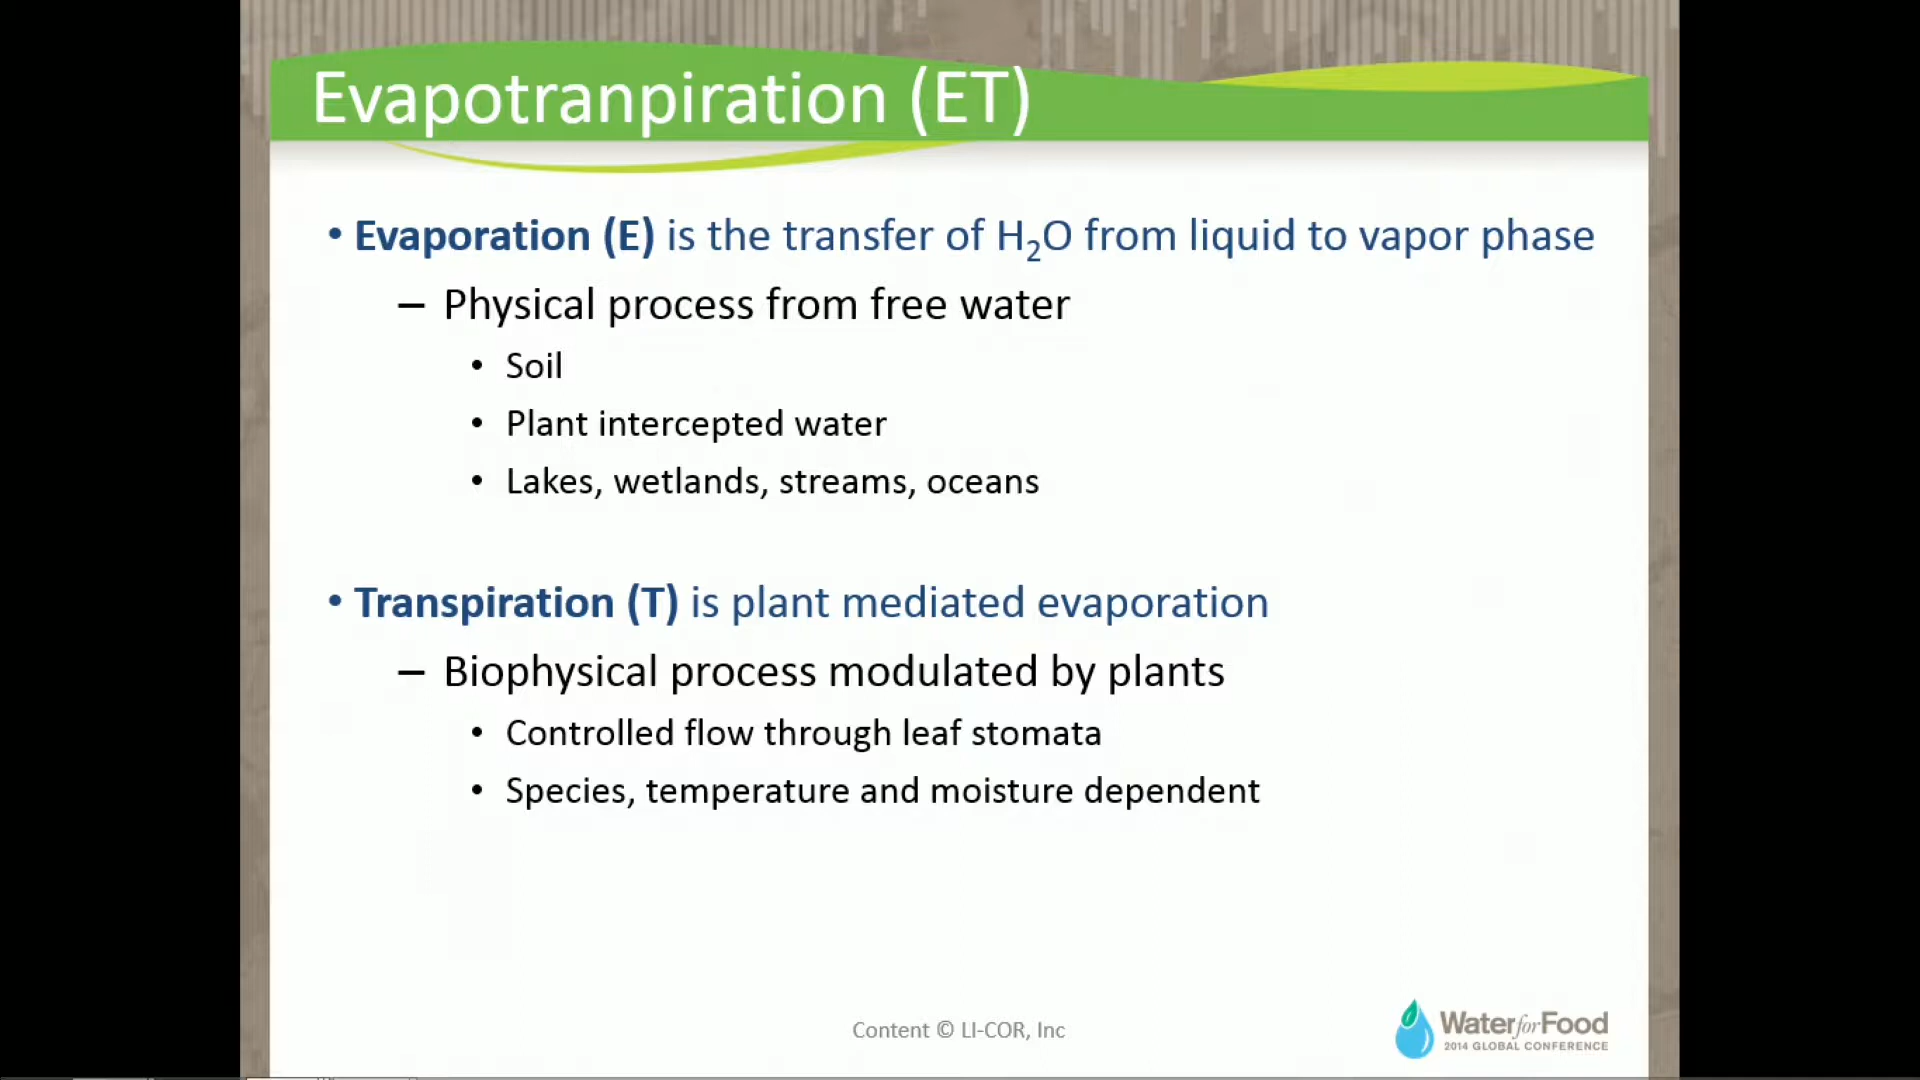 Evapotranpiration (ET)
• Evaporation (E) is the transfer of H₂O from liquid to vapor phase
– Physical process from free water
• Soil
• Plant intercepted water
• Lakes, wetlands, streams, oceans
• Transpiration (T) is plant mediated evaporation
– Biophysical process modulated by plants
• Controlled flow through leaf stomata
• Species, temperature and moisture dependent
Content © LI-COR, Inc
Water for Food
2014 GLOBAL CONFERENCE